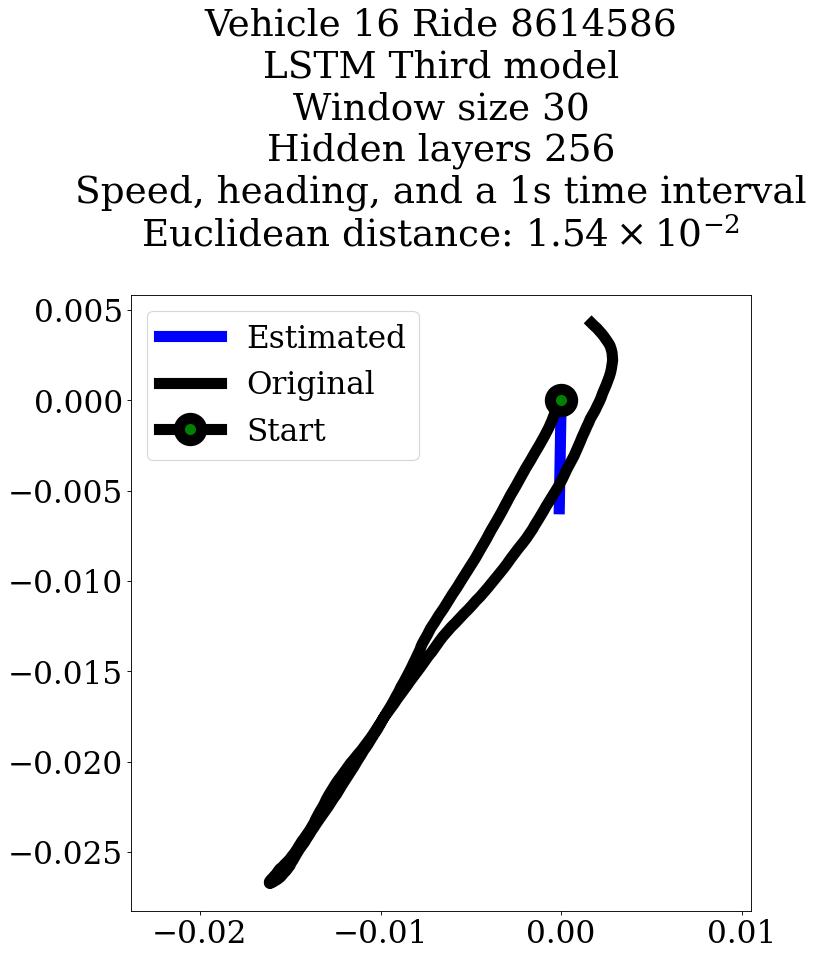 Vehicle 16 Ride 8614586
LSTM Third model
Window size 30
Hidden layers 256
Speed, heading, and a 1s time interval
Euclidean distance: 1.54 × 10⁻²
Estimated
Original
Start
0.005
0.000
−0.005
−0.010
−0.015
−0.020
−0.025
−0.02 −0.01 0.00 0.01